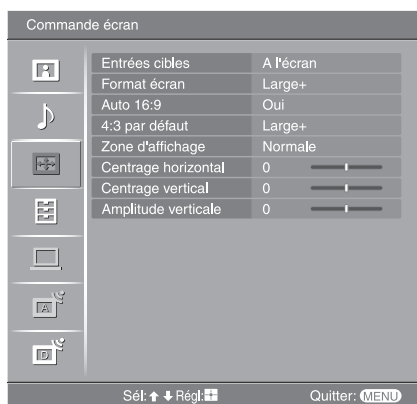 Commande écran
Entrées cibles A l'écran
Format écran Large+
Auto 16:9 Oui
4:3 par défaut Large+
Zone d'affichage Normale
Centrage horizontal 0
Centrage vertical 0
Amplitude verticale 0
A
D
Sél: Régl: Quitter: MENU